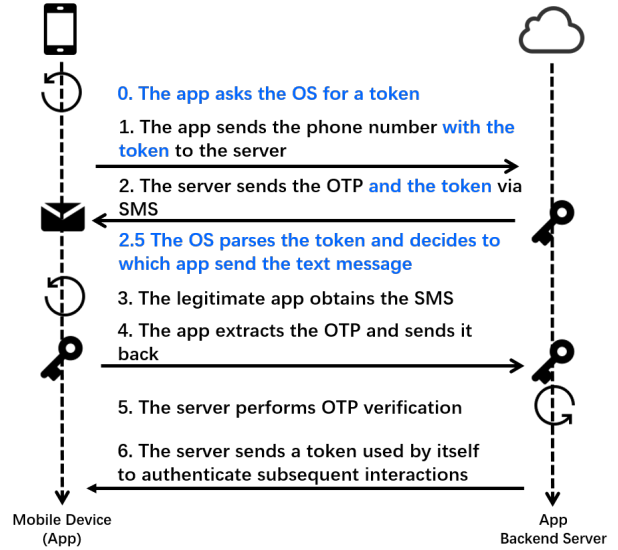 0. The app asks the OS for a token
1. The app sends the phone number with the
token to the server
2. The server sends the OTP and the token via
SMS
2.5 The OS parses the token and decides to
which app send the text message
3. The legitimate app obtains the SMS
4. The app extracts the OTP and sends it
back
5. The server performs OTP verification
6. The server sends a token used by itself
to authenticate subsequent interactions
Mobile Device
(App)
App
Backend Server